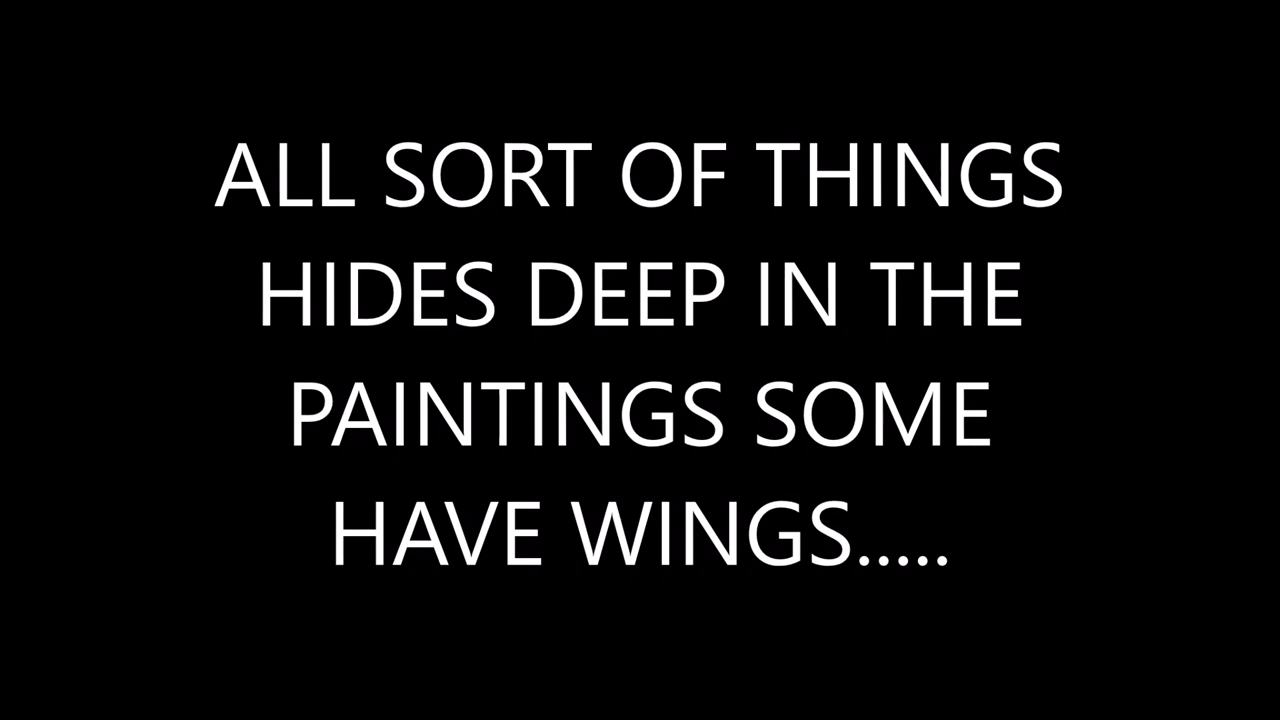 ALL SORT OF THINGS
HIDES DEEP IN THE
PAINTINGS SOME
HAVE WINGS.....